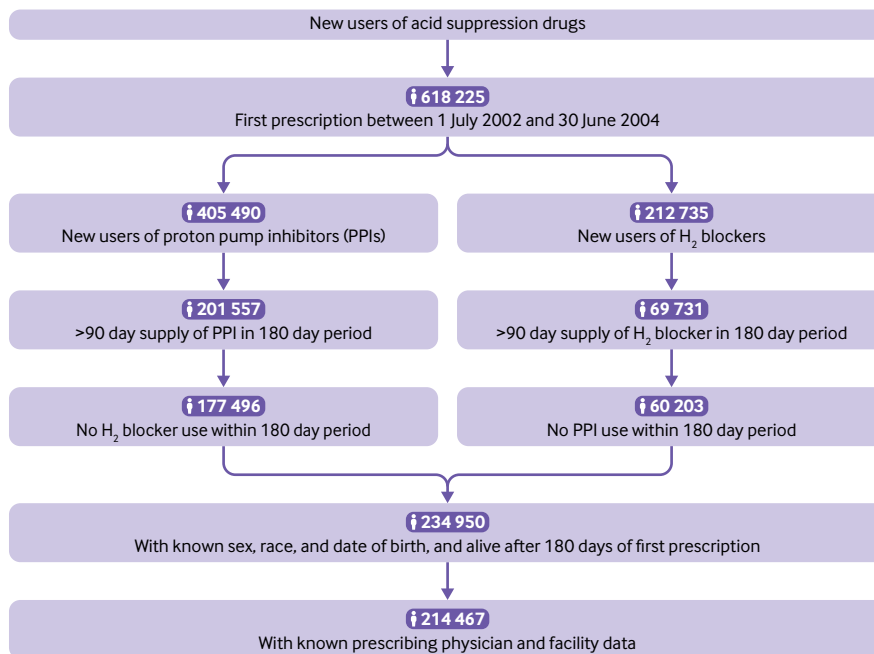 New users of acid suppression drugs
618 225
First prescription between 1 July 2002 and 30 June 2004
405 490
New users of proton pump inhibitors (PPIs)
212 735
New users of H₂ blockers
201 557
>90 day supply of PPI in 180 day period
69 731
>90 day supply of H₂ blocker in 180 day period
177 496
No H₂ blocker use within 180 day period
60 203
No PPI use within 180 day period
234 950
With known sex, race, and date of birth, and alive after 180 days of first prescription
214 467
With known prescribing physician and facility data